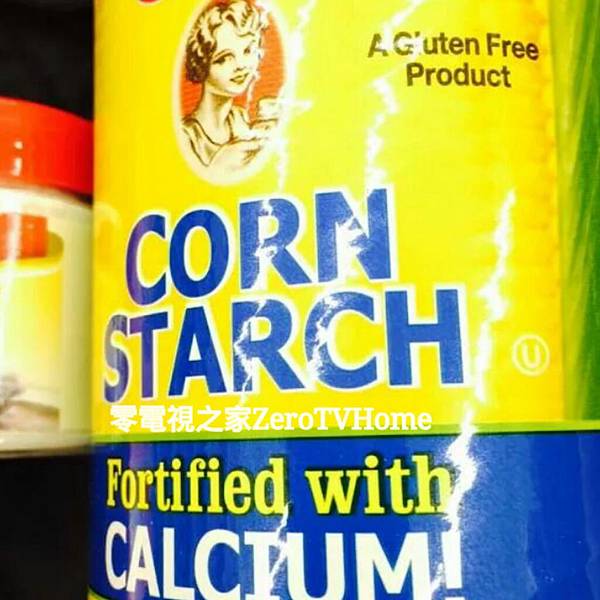 A Gluten Free
Product
CORN
STARCH
U
零電視之家ZeroTVHome
Fortified with
CALCIUM!